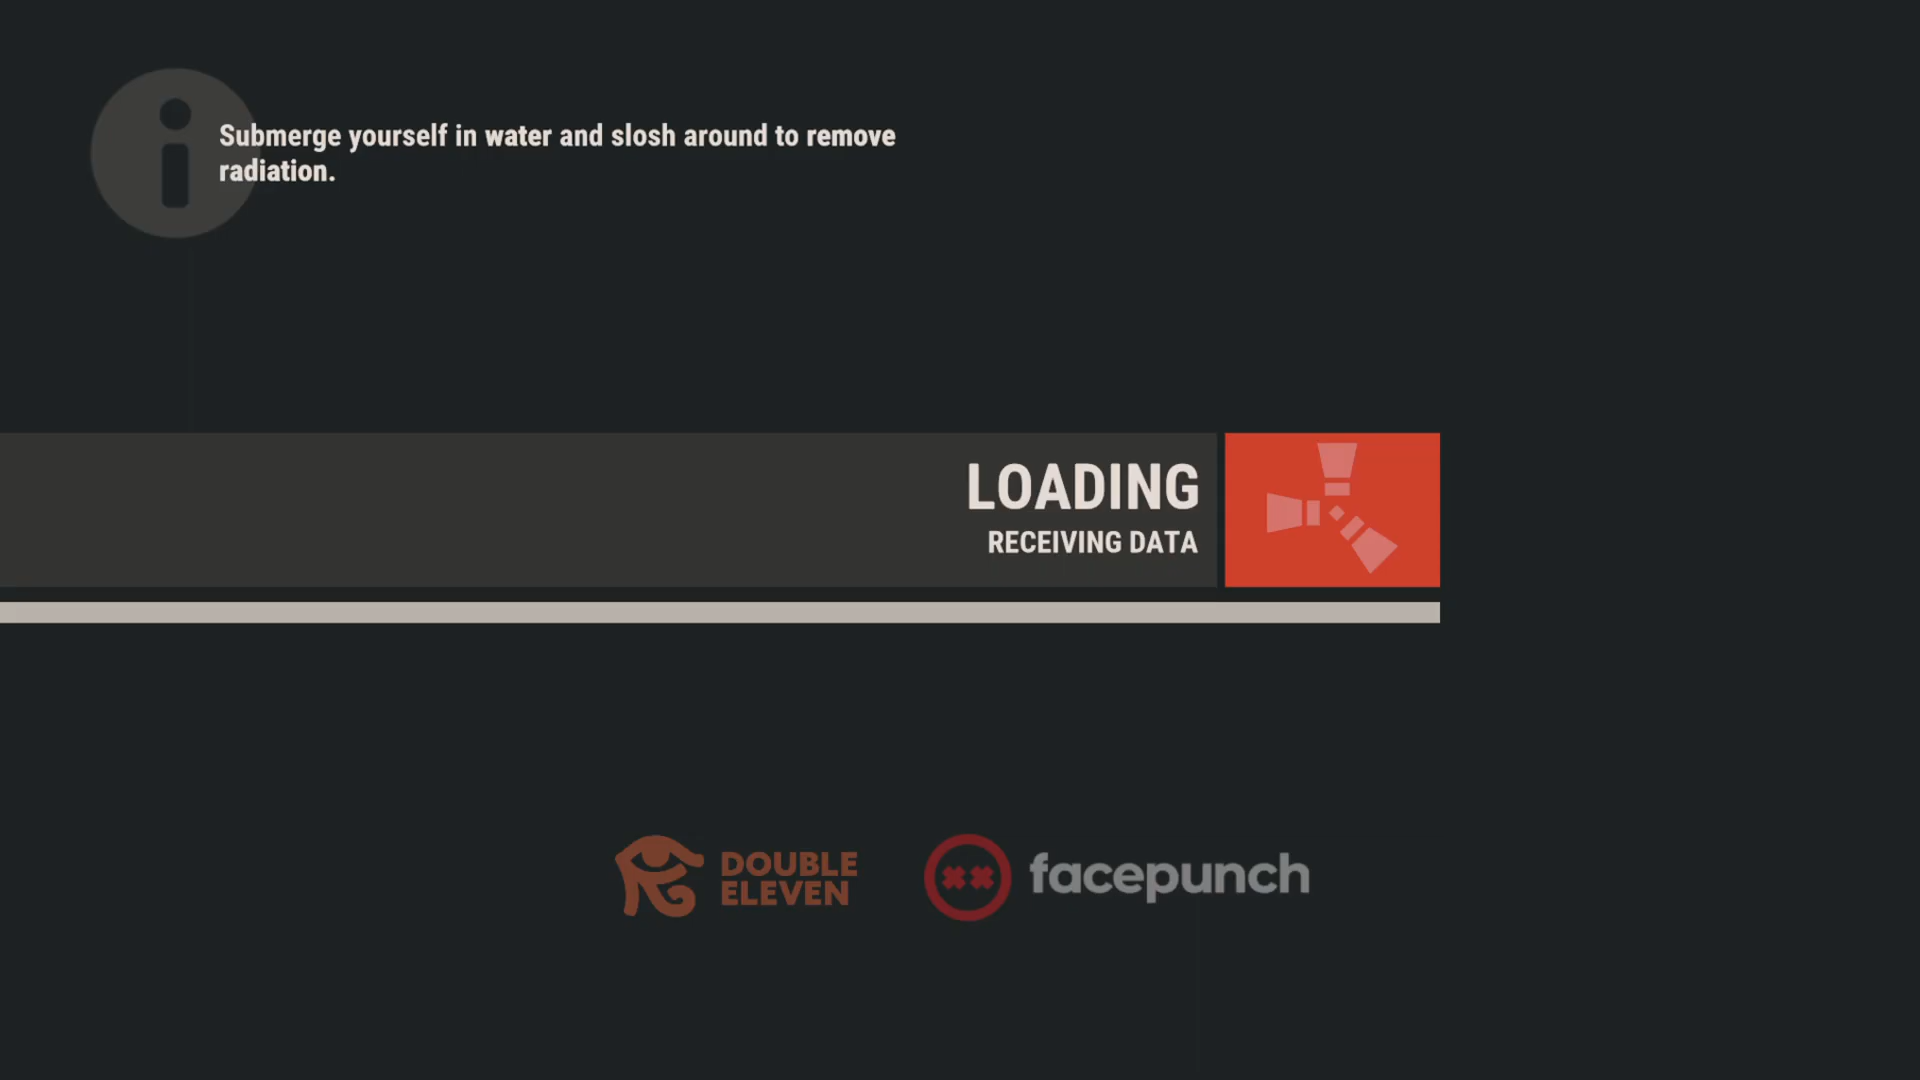 Submerge yourself in water and slosh around to remove
radiation.
LOADING
RECEIVING DATA
DOUBLE
ELEVEN
facepunch